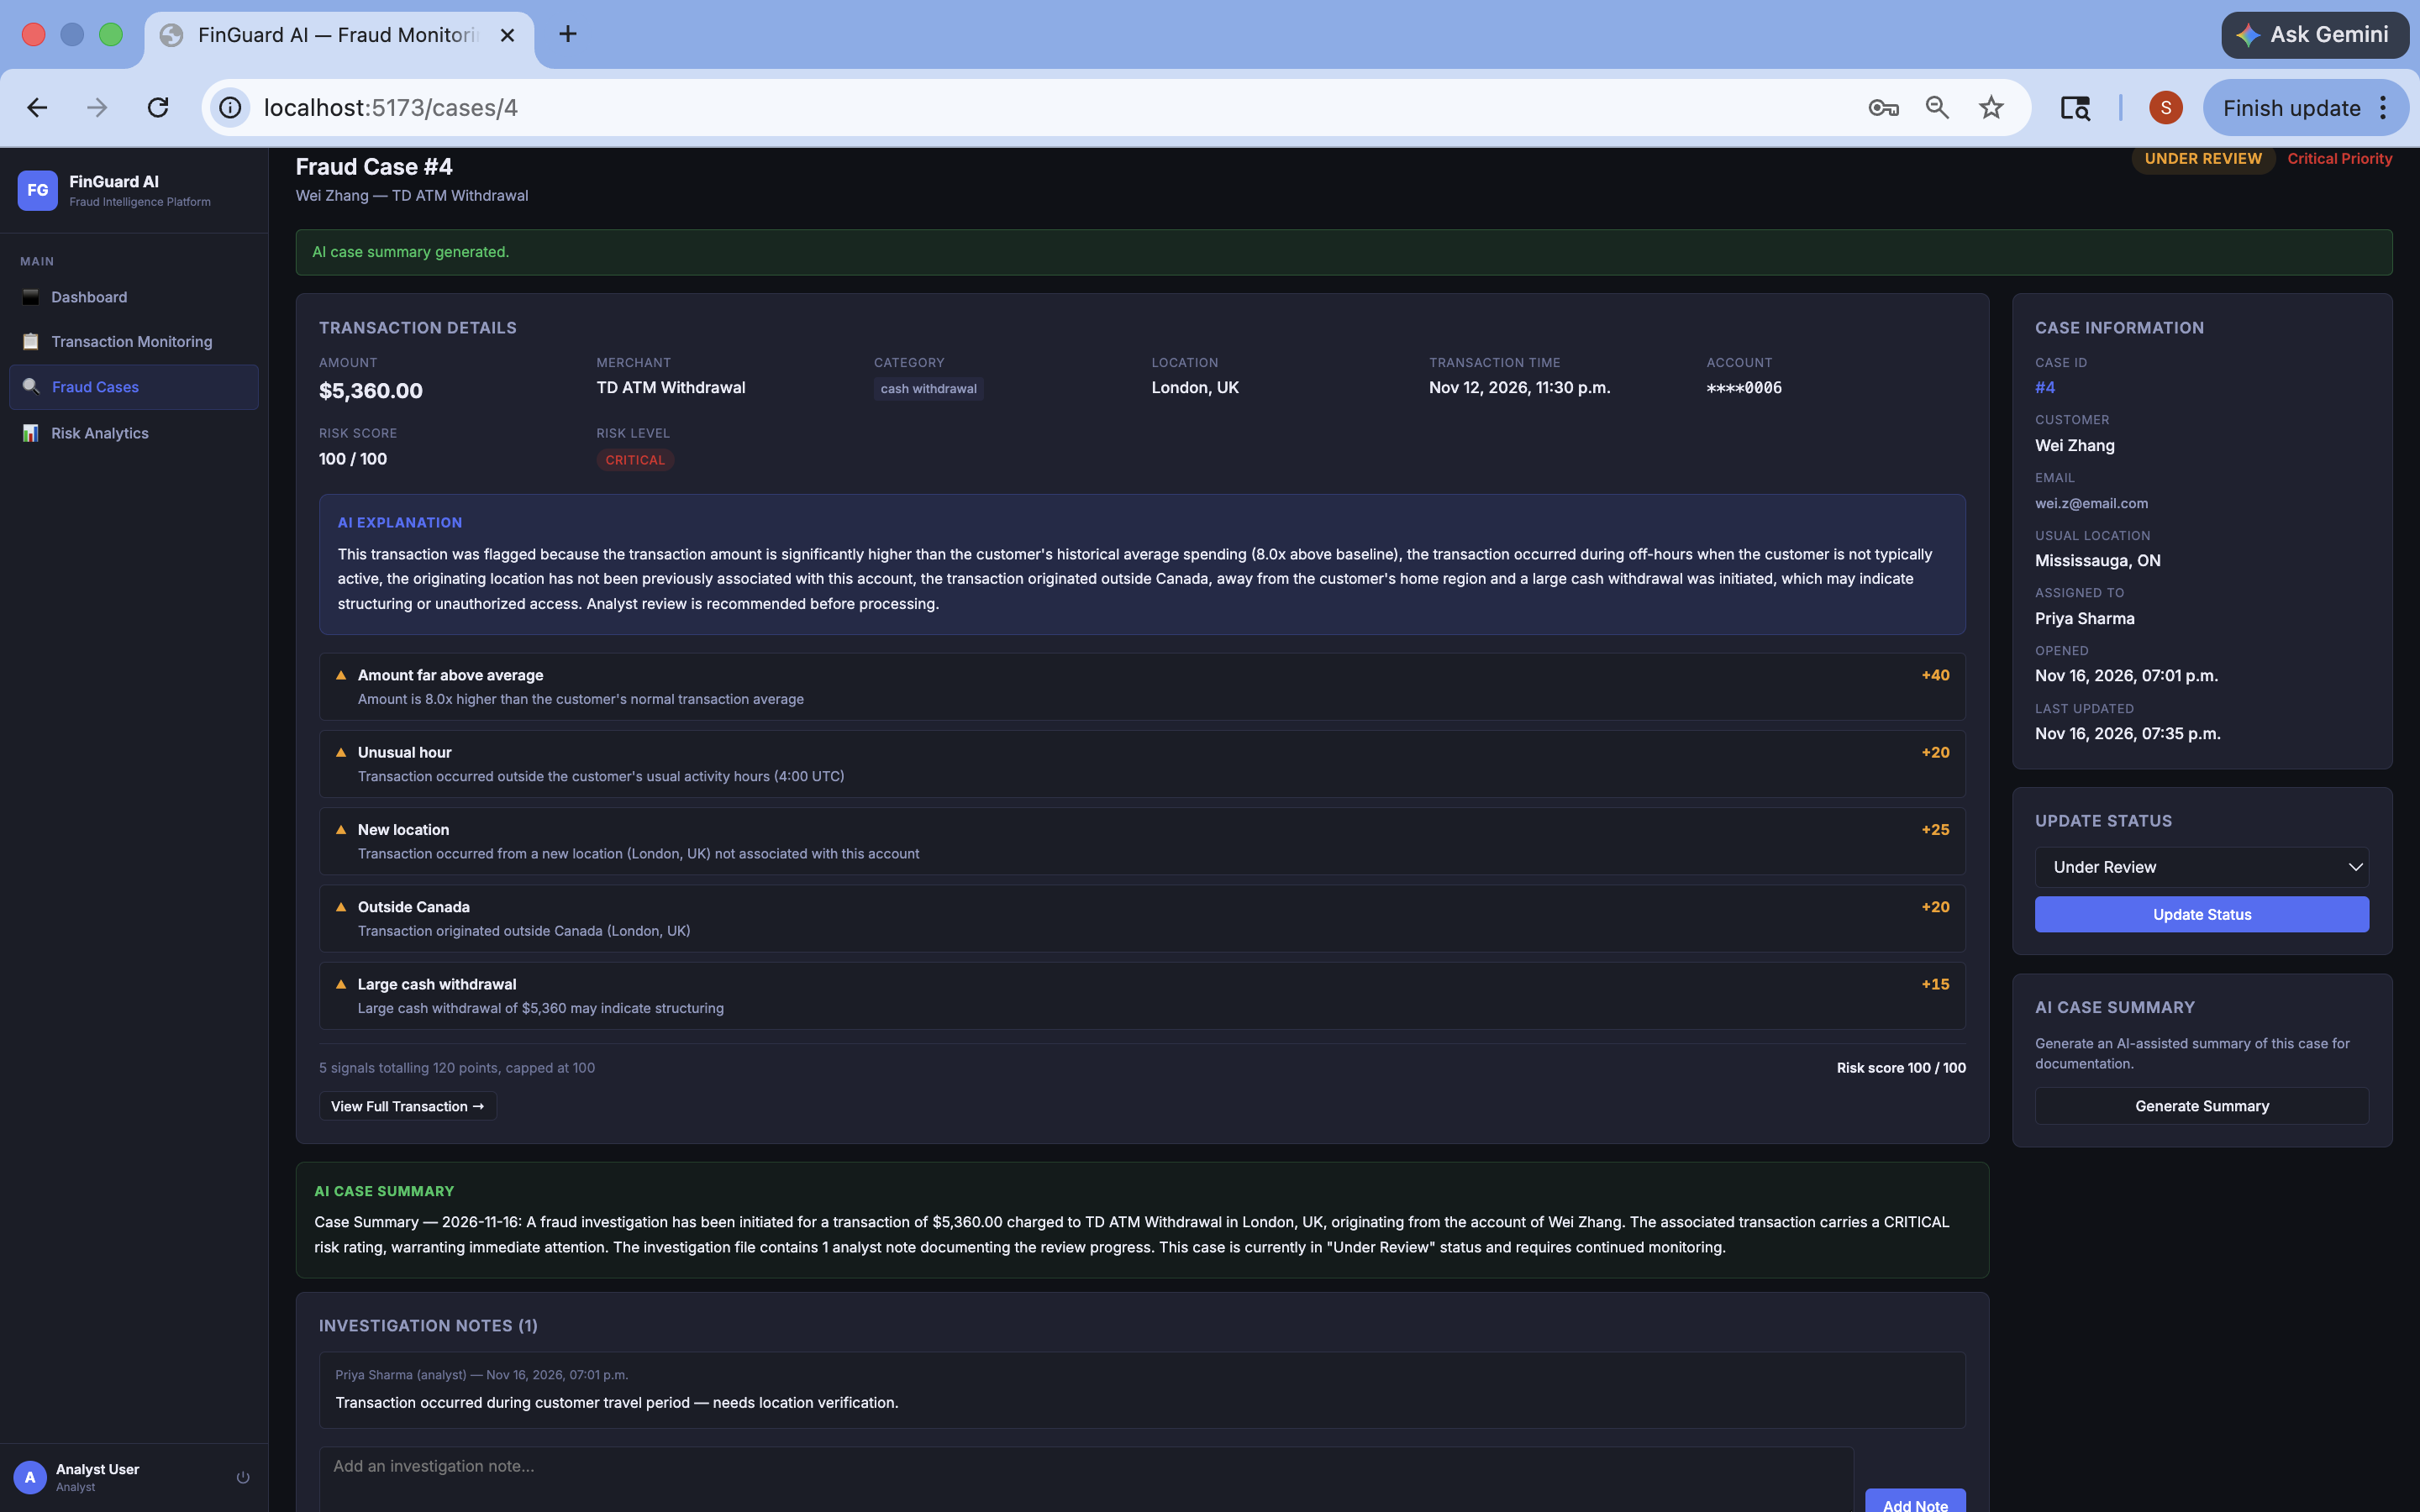 FinGuard AI — Fraud Monitori
Ask Gemini
localhost:5173/cases/4
S
Finish update
FG
FinGuard AI
Fraud Intelligence Platform
MAIN
Dashboard
Transaction Monitoring
Fraud Cases
Risk Analytics
A
Analyst User
Analyst
Fraud Case #4
Wei Zhang — TD ATM Withdrawal
UNDER REVIEW
Critical Priority
AI case summary generated.
TRANSACTION DETAILS
AMOUNT
$5,360.00
MERCHANT
TD ATM Withdrawal
CATEGORY
cash withdrawal
LOCATION
London, UK
TRANSACTION TIME
Nov 12, 2026, 11:30 p.m.
ACCOUNT
****0006
RISK SCORE
100 / 100
RISK LEVEL
CRITICAL
AI EXPLANATION
This transaction was flagged because the transaction amount is significantly higher than the customer's historical average spending (8.0x above baseline), the transaction occurred during off-hours when the customer is not typically
active, the originating location has not been previously associated with this account, the transaction originated outside Canada, away from the customer's home region and a large cash withdrawal was initiated, which may indicate
structuring or unauthorized access. Analyst review is recommended before processing.
Amount far above average
+40
Amount is 8.0x higher than the customer's normal transaction average
Unusual hour
+20
Transaction occurred outside the customer's usual activity hours (4:00 UTC)
New location
+25
Transaction occurred from a new location (London, UK) not associated with this account
Outside Canada
+20
Transaction originated outside Canada (London, UK)
Large cash withdrawal
+15
Large cash withdrawal of $5,360 may indicate structuring
5 signals totalling 120 points, capped at 100
Risk score 100 / 100
View Full Transaction →
AI CASE SUMMARY
Case Summary — 2026-11-16: A fraud investigation has been initiated for a transaction of $5,360.00 charged to TD ATM Withdrawal in London, UK, originating from the account of Wei Zhang. The associated transaction carries a CRITICAL
risk rating, warranting immediate attention. The investigation file contains 1 analyst note documenting the review progress. This case is currently in "Under Review" status and requires continued monitoring.
INVESTIGATION NOTES (1)
Priya Sharma (analyst) — Nov 16, 2026, 07:01 p.m.
Transaction occurred during customer travel period — needs location verification.
Add an investigation note...
Add Note
CASE INFORMATION
CASE ID
#4
CUSTOMER
Wei Zhang
EMAIL
wei.z@email.com
USUAL LOCATION
Mississauga, ON
ASSIGNED TO
Priya Sharma
OPENED
Nov 16, 2026, 07:01 p.m.
LAST UPDATED
Nov 16, 2026, 07:35 p.m.
UPDATE STATUS
Under Review
Update Status
AI CASE SUMMARY
Generate an AI-assisted summary of this case for
documentation.
Generate Summary